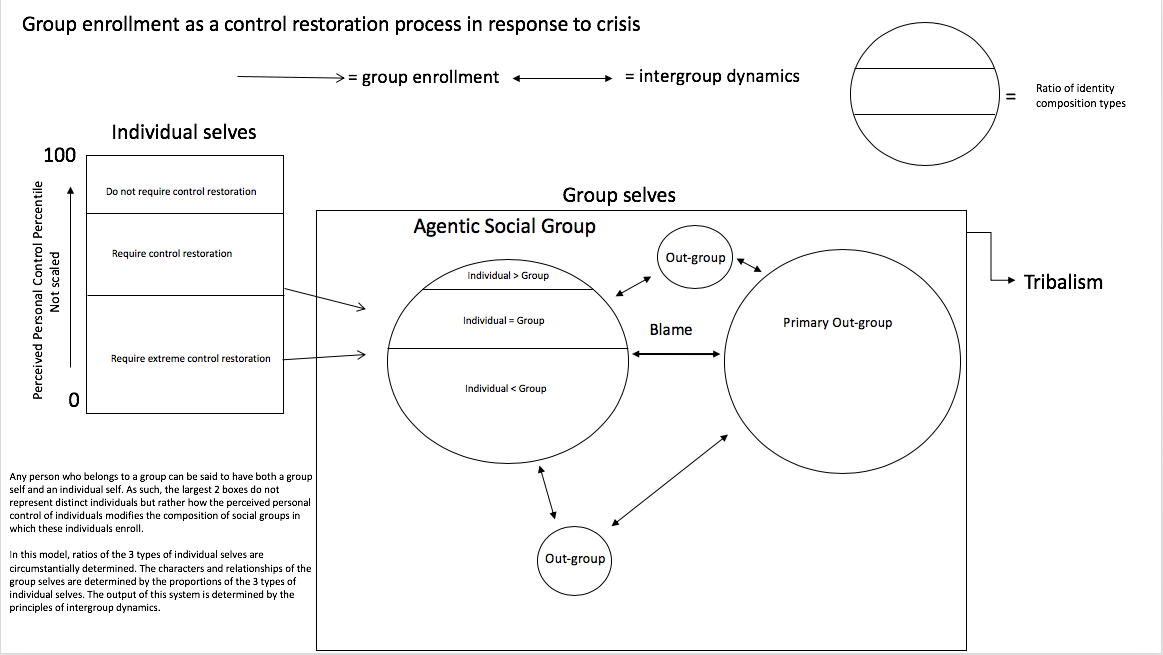 Group enrollment as a control restoration process in response to crisis
= group enrollment
= intergroup dynamics
=
Ratio of identity
composition types
Individual selves
100
Perceived Personal Control Percentile
Not scaled
0
Do not require control restoration
Require control restoration
Require extreme control restoration
Group selves
Agentic Social Group
Individual > Group
Individual = Group
Individual < Group
Out-group
Blame
Primary Out-group
Out-group
Tribalism
Any person who belongs to a group can be said to have both a group
self and an individual self. As such, the largest 2 boxes do not
represent distinct individuals but rather how the perceived personal
control of individuals modifies the composition of social groups in
which these individuals enroll.
In this model, ratios of the 3 types of individual selves are
circumstantially determined. The characters and relationships of the
group selves are determined by the proportions of the 3 types of
individual selves. The output of this system is determined by the
principles of intergroup dynamics.